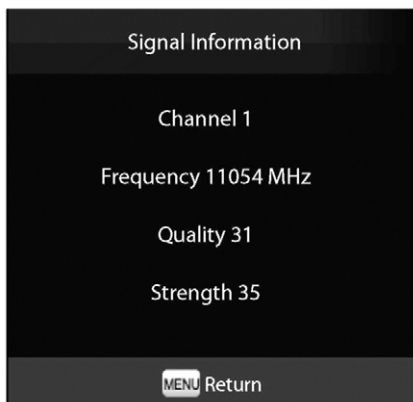 Signal Information
Channel 1
Frequency 11054 MHz
Quality 31
Strength 35
MENU Return